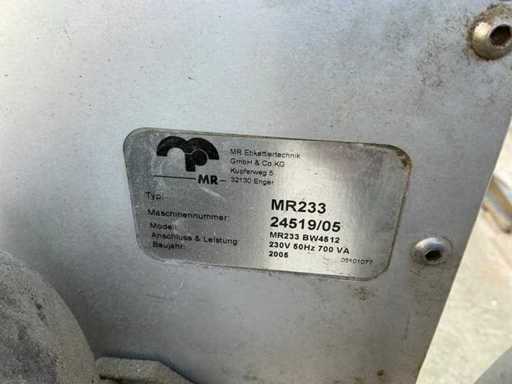 MR Etikettiertechnik
GmbH & Co.KG
Kupferweg 5
32130 Enger
MR
Typ: MR233
Maschinennummer: 24519/05
Modell: MR233 BW4512
Anschluss & Leistung: 230V 50Hz 700 VA
Baujahr: 2005
05401077